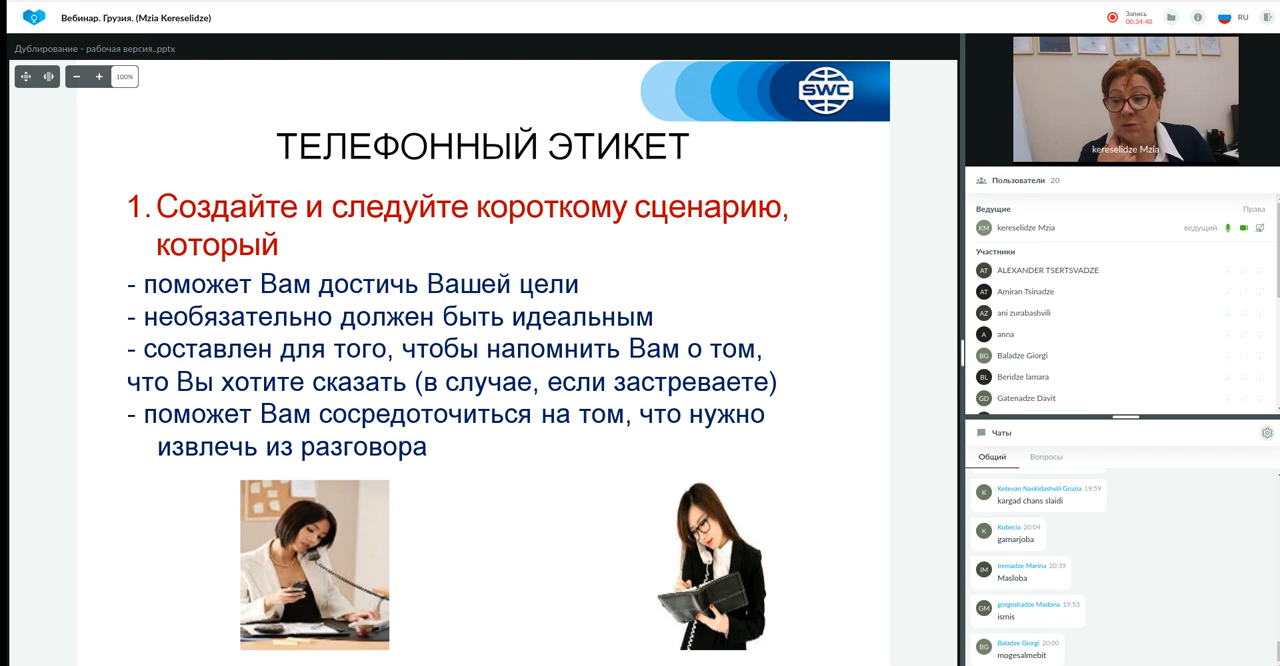 Вебинар. Грузия. (Mzia Kereselidze)
Запись
00:34:40
RU
Дублирование - рабочая версия..pptx
100%
SWC
ТЕЛЕФОННЫЙ ЭТИКЕТ
1. Создайте и следуйте короткому сценарию,
который
- поможет Вам достичь Вашей цели
- необязательно должен быть идеальным
- составлен для того, чтобы напомнить Вам о том,
что Вы хотите сказать (в случае, если застреваете)
- поможет Вам сосредоточиться на том, что нужно
извлечь из разговора
kereselidze Mzia
Пользователи 20
Ведущие Права
KM kereselidze Mzia ведущий
Участники
AT ALEXANDER TSERTSVADZE
AT Amiran Tsinadze
AZ ani zurabashvili
A anna
BG Baladze Giorgi
BL Beridze lamara
GD Gatenadze Davit
Чаты
Общий Вопросы
K Ketevan Naskidashvili Gruzia 19:59
kargad chans slaidi
K Kubecia 20:04
gamarjoba
IM Iremadze Marina 20:39
Masloba
GM gorgoshadze Madona 19:53
ismis
BG Baladze Giorgi 20:00
mogesalmebit